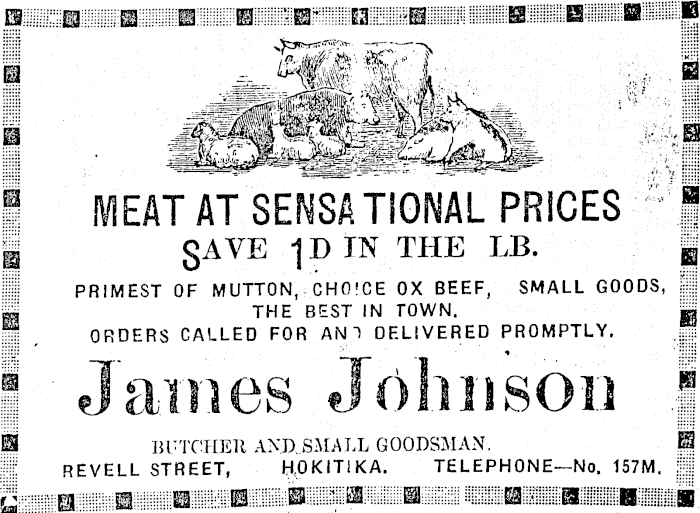 MEAT AT SENSATIONAL PRICES
SAVE 1D IN THE LB.
PRIMEST OF MUTTON, CHOICE OX BEEF, SMALL GOODS,
THE BEST IN TOWN.
ORDERS CALLED FOR AND DELIVERED PROMPTLY.
James Johnson
BUTCHER AND SMALL GOODSMAN.
REVELL STREET, HOKITIKA. TELEPHONE—No. 157M.